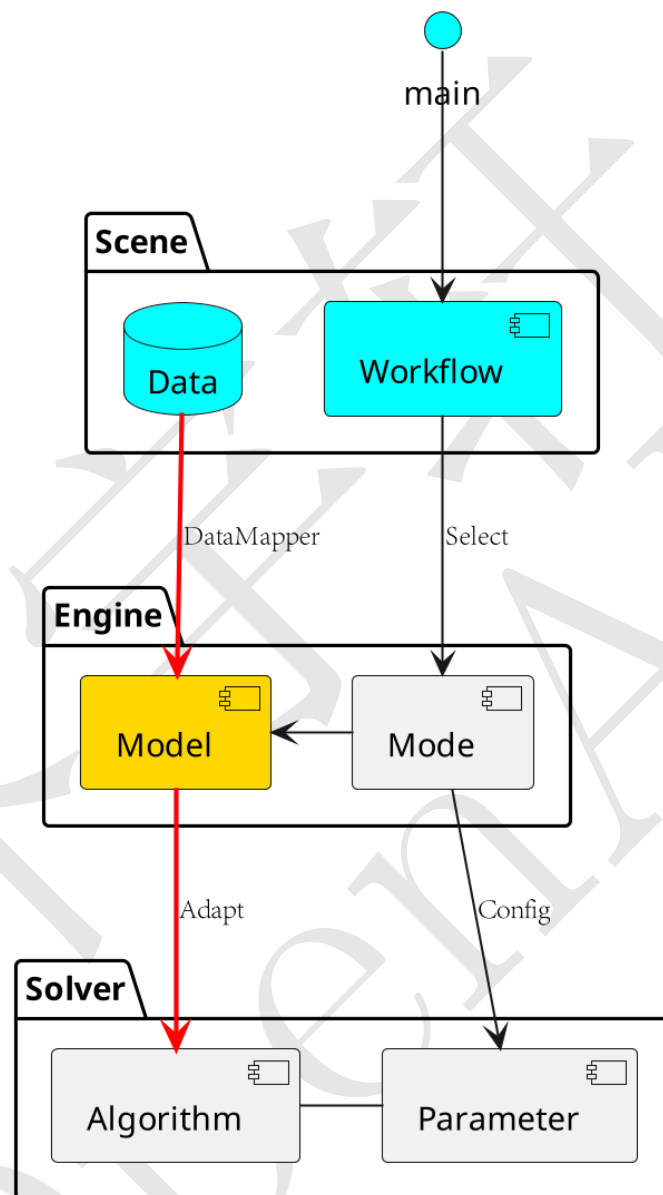 main
Scene
Data
Workflow
DataMapper
Select
Engine
Model
Mode
Adapt
Config
Solver
Algorithm
Parameter